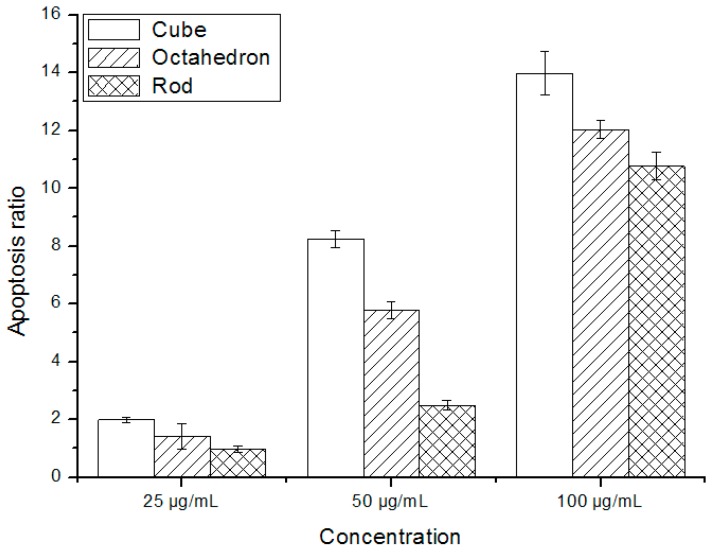 16
14
12
10
8
6
4
2
0
Apoptosis ratio
Cube
Octahedron
Rod
25 µg/mL
50 µg/mL
100 µg/mL
Concentration